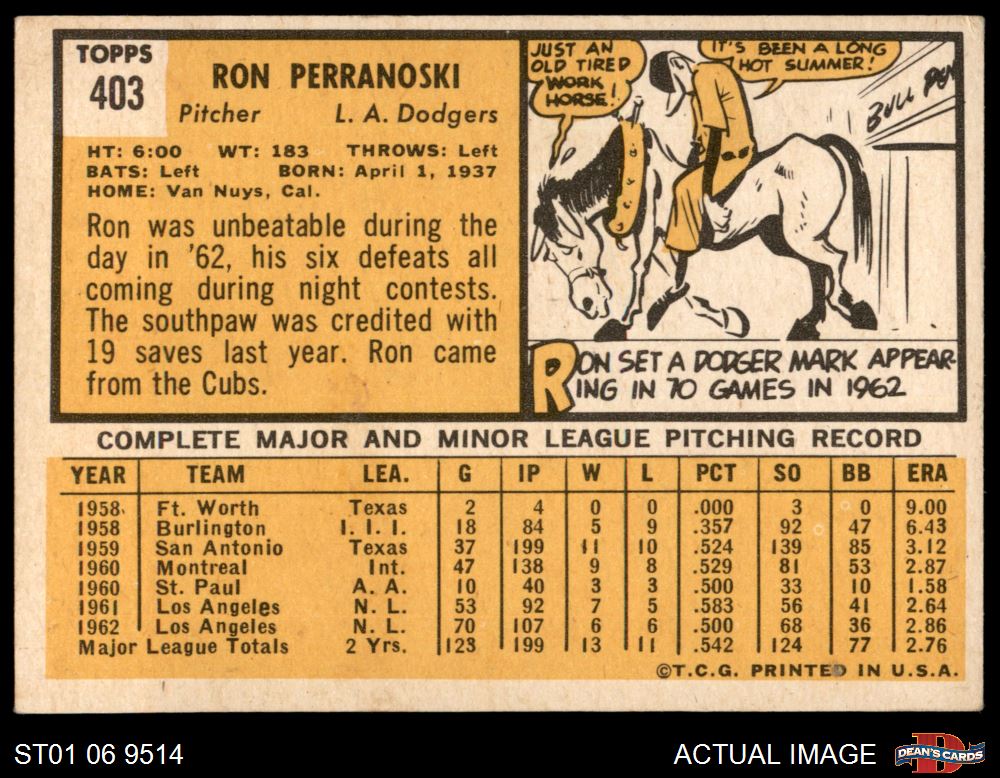 TOPPS
403
RON PERRANOSKI
Pitcher L. A. Dodgers
HT: 6:00 WT: 183 THROWS: Left
BATS: Left BORN: April 1, 1937
HOME: Van Nuys, Cal.
Ron was unbeatable during the
day in '62, his six defeats all
coming during night contests.
The southpaw was credited with
19 saves last year. Ron came
from the Cubs.
JUST AN
OLD TIRED
WORK
HORSE!
IT'S BEEN A LONG
HOT SUMMER!
BULL PEN
RON SET A DODGER MARK APPEAR-
ING IN 70 GAMES IN 1962
COMPLETE MAJOR AND MINOR LEAGUE PITCHING RECORD
YEAR TEAM LEA. G IP W L PCT SO BB ERA
1958 Ft. Worth Texas 2 4 0 0 .000 3 0 9.00
1958 Burlington I. I. I. 18 84 5 9 .357 92 47 6.43
1959 San Antonio Texas 37 199 11 10 .524 139 85 3.12
1960 Montreal Int. 47 138 9 8 .529 81 53 2.87
1960 St. Paul A. A. 10 40 3 3 .500 33 10 1.58
1961 Los Angeles N. L. 53 92 7 5 .583 56 41 2.64
1962 Los Angeles N. L. 70 107 6 6 .500 68 36 2.86
Major League Totals 2 Yrs. 123 199 13 11 .542 124 77 2.76
©T.C.G. PRINTED IN U.S.A.
ST01 06 9514 ACTUAL IMAGE DEAN'S CARDS